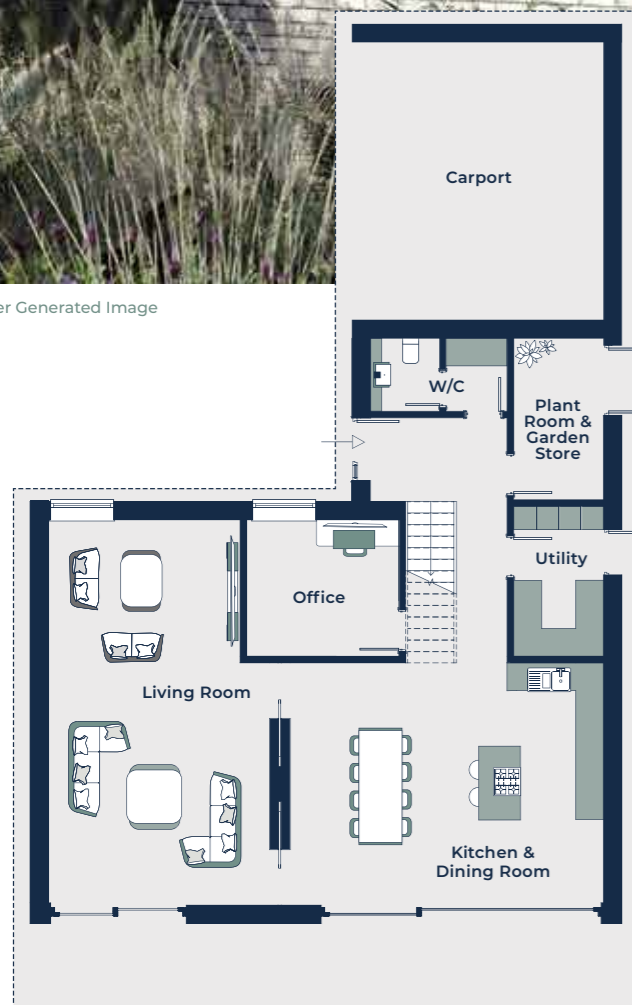 er Generated Image
Carport
W/C
Plant
Room &
Garden
Store
Utility
Office
Living Room
Kitchen &
Dining Room